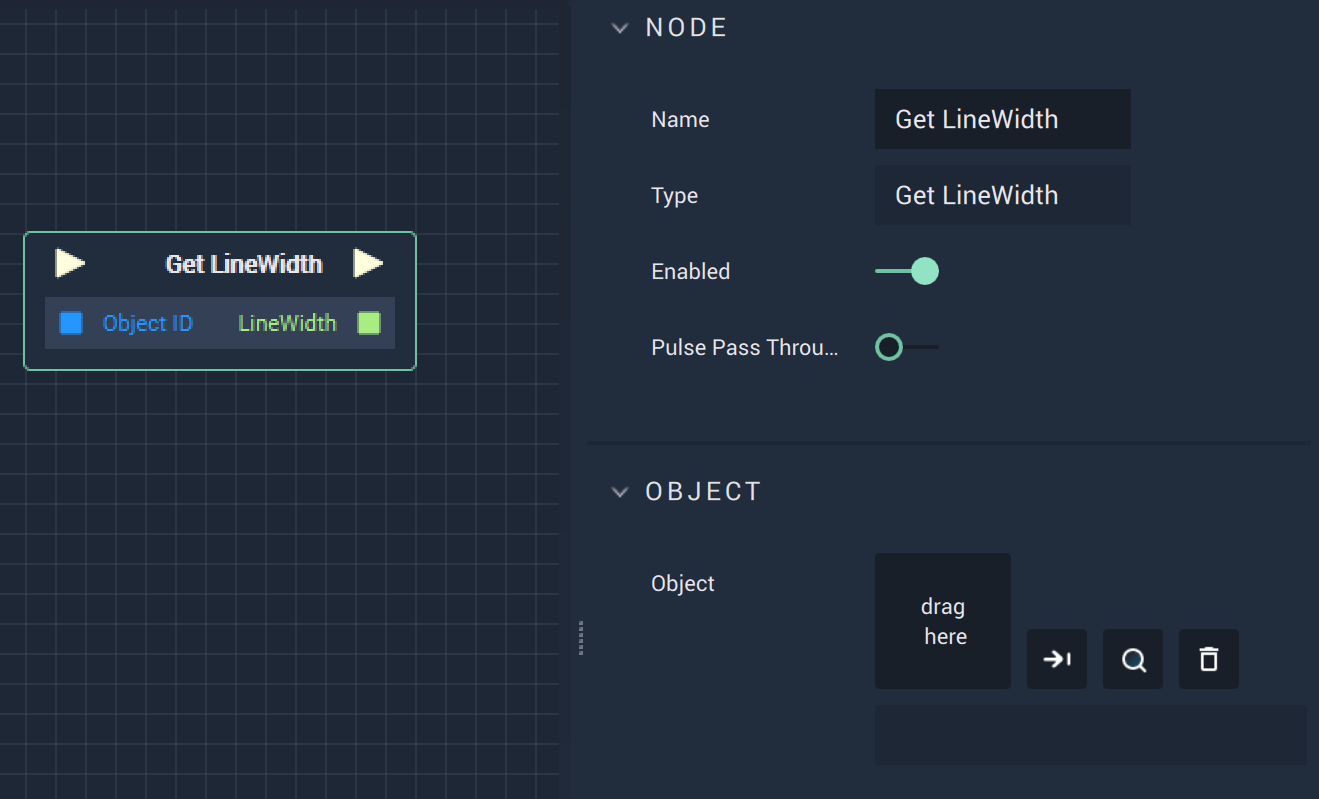 Get LineWidth
Object ID LineWidth
NODE
Name Get LineWidth
Type Get LineWidth
Enabled
Pulse Pass Throu...
OBJECT
Object
drag
here